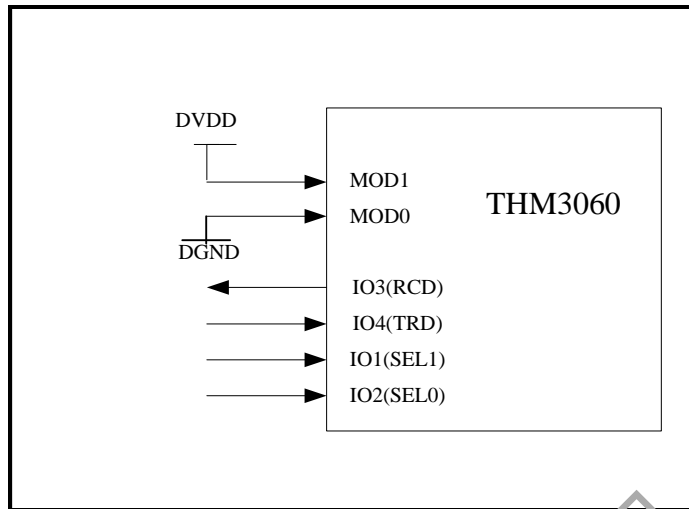 DVDD
MOD1
THM3060
MOD0
DGND
IO3(RCD)
IO4(TRD)
IO1(SEL1)
IO2(SEL0)